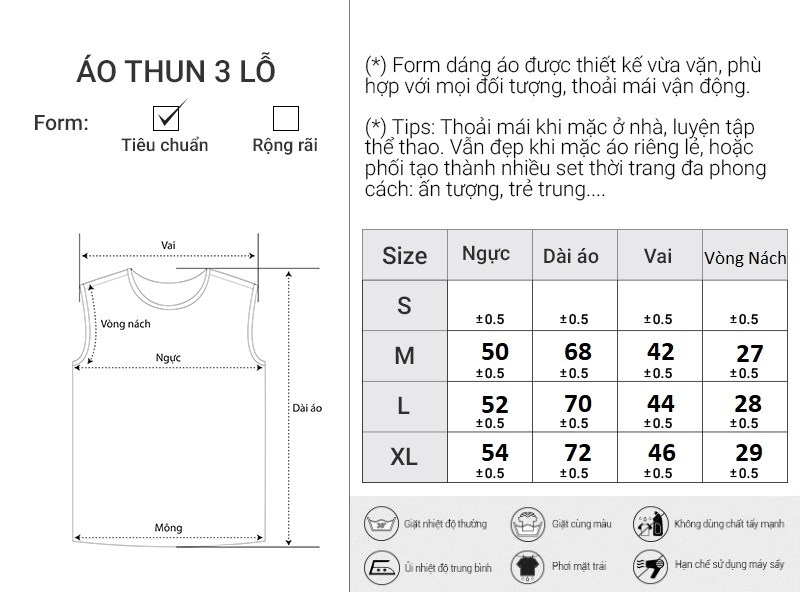 ÁO THUN 3 LỖ
Form:
Tiêu chuẩn
Rộng rãi
Vai
Vòng nách
Ngực
Dài áo
Mông
(*) Form dáng áo được thiết kế vừa vặn, phù
hợp với mọi đối tượng, thoải mái vận động.
(*) Tips: Thoải mái khi mặc ở nhà, luyện tập
thể thao. Vẫn đẹp khi mặc áo riêng lẻ, hoặc
phối tạo thành nhiều set thời trang đa phong
cách: ấn tượng, trẻ trung....
Size Ngực Dài áo Vai Vòng Nách
S ±0.5 ±0.5 ±0.5 ±0.5
M 50 68 42 27
±0.5 ±0.5 ±0.5 ±0.5
L 52 70 44 28
±0.5 ±0.5 ±0.5 ±0.5
XL 54 72 46 29
±0.5 ±0.5 ±0.5 ±0.5
30° Giặt nhiệt độ thường Giặt cùng màu Không dùng chất tẩy mạnh
Ủi nhiệt độ trung bình Phơi mặt trái Hạn chế sử dụng máy sấy